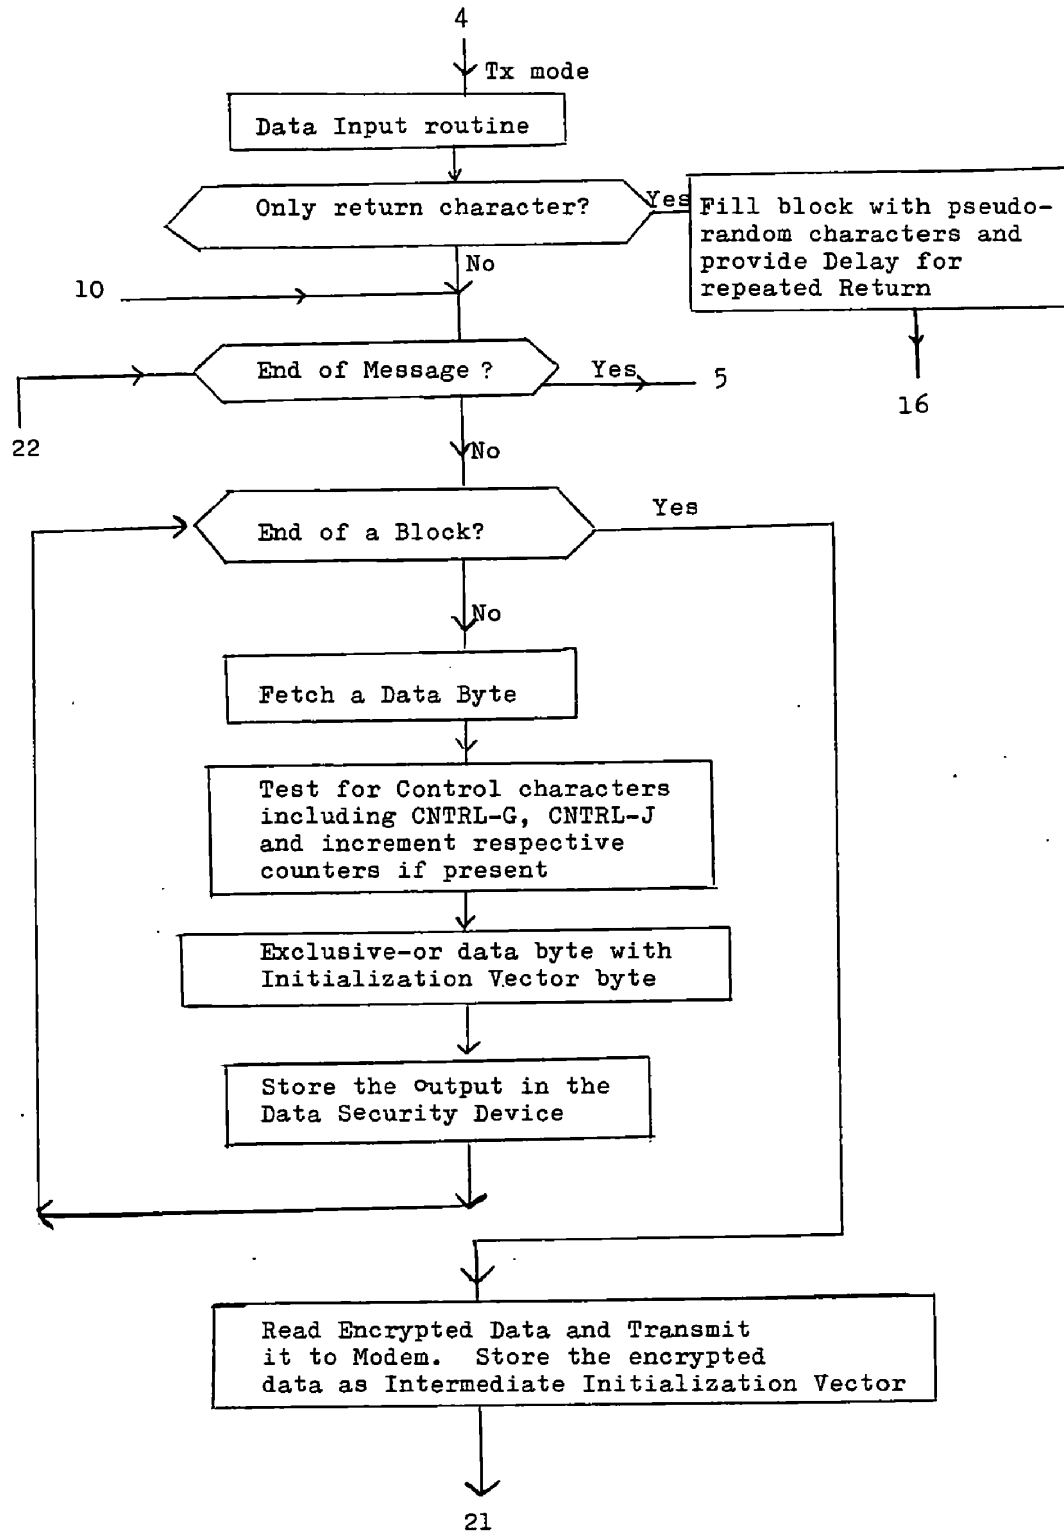 4
Tx mode
Data Input routine
Only return character?
Yes
Fill block with pseudo-
random characters and
provide Delay for
repeated Return
No
10
End of Message ?
Yes
5
16
22
No
End of a Block?
Yes
No
Fetch a Data Byte
Test for Control characters
including CNTRL-G, CNTRL-J
and increment respective
counters if present
Exclusive-or data byte with
Initialization Vector byte
Store the output in the
Data Security Device
Read Encrypted Data and Transmit
it to Modem. Store the encrypted
data as Intermediate Initialization Vector
21